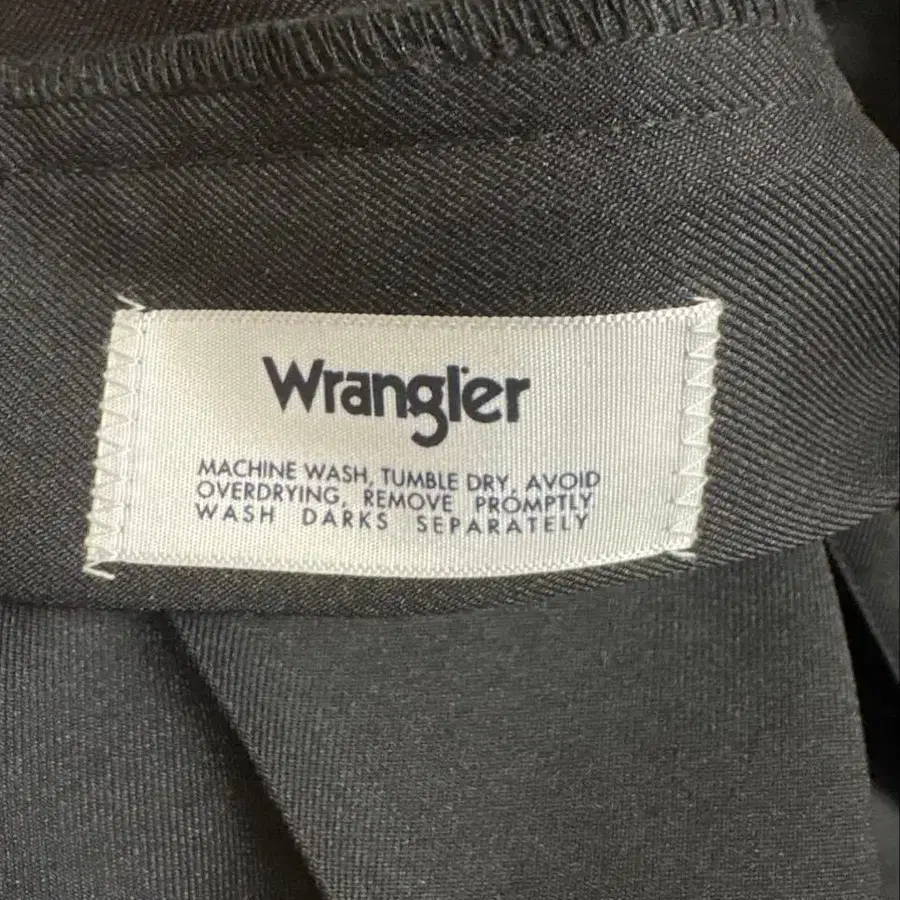 Wrangler
MACHINE WASH, TUMBLE DRY, AVOID
OVERDRYING, REMOVE PROMPTLY
WASH DARKS SEPARATELY